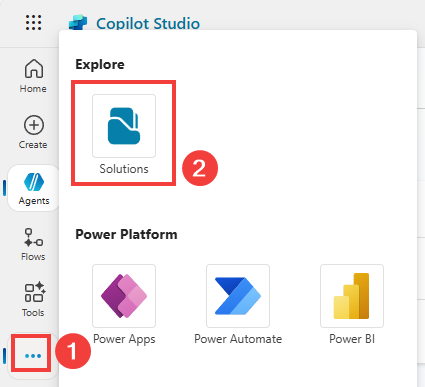 Copilot Studio
Home
Create
Agents
Flows
Tools
1
Explore
Solutions
2
Power Platform
Power Apps
Power Automate
Power BI